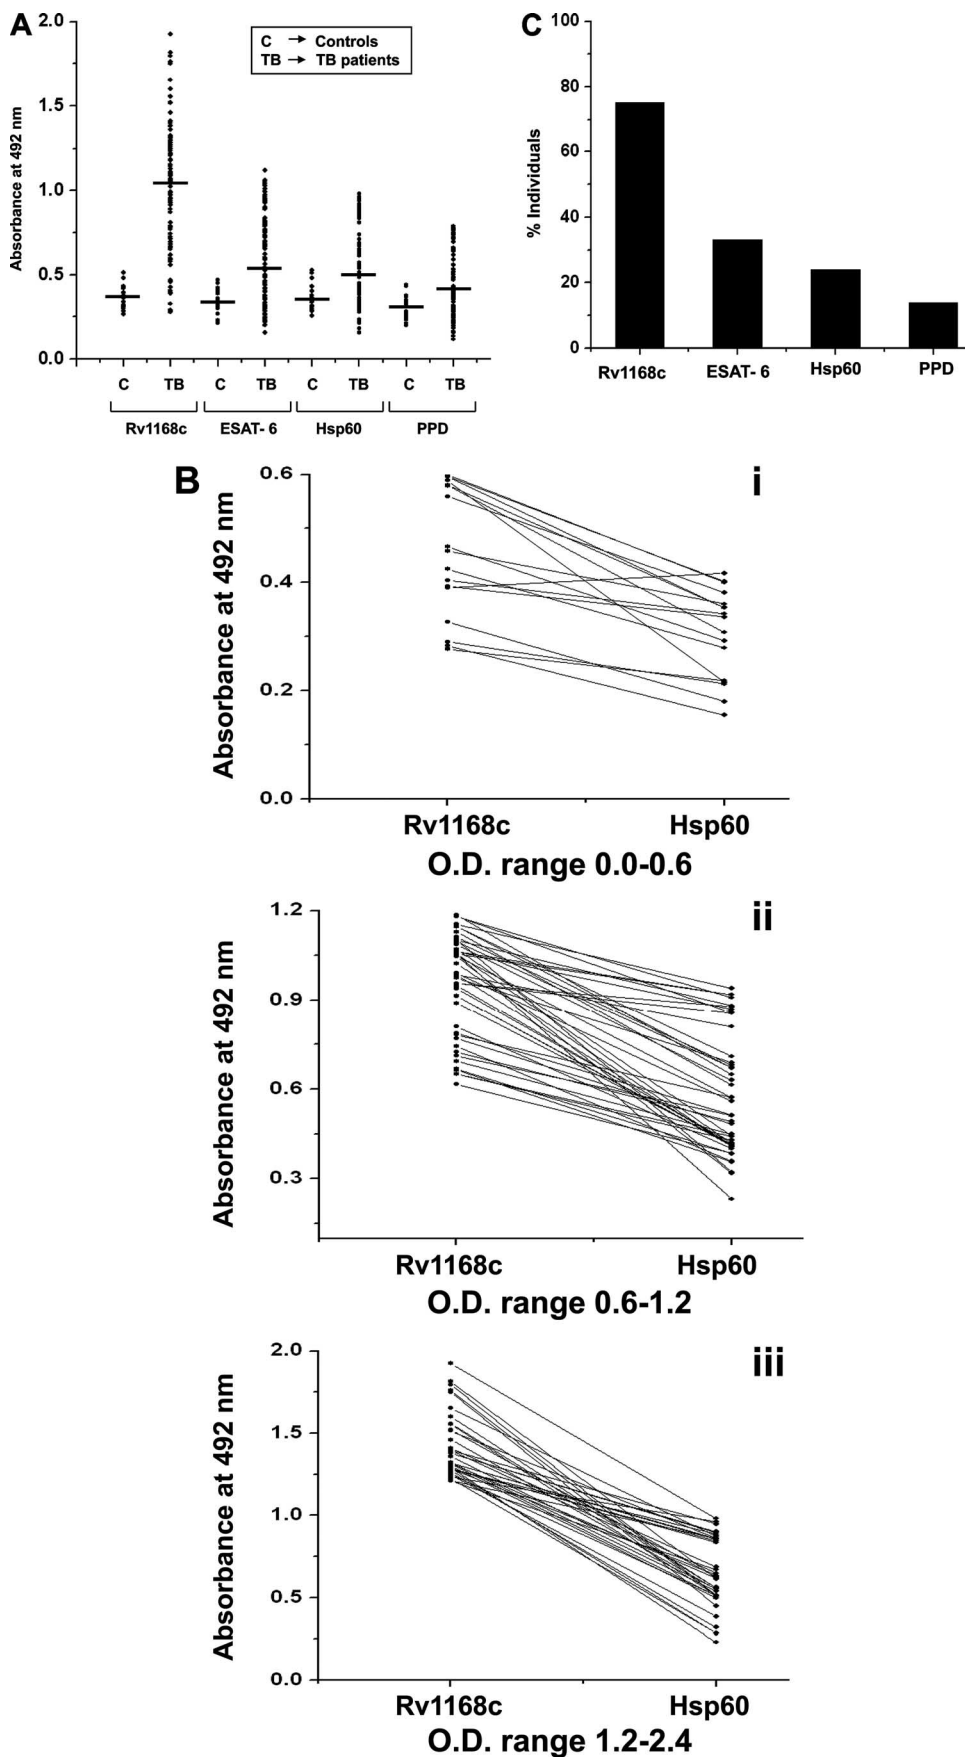 A
Absorbance at 492 nm
2.0
1.5
1.0
0.5
0.0
C → Controls
TB → TB patients
C TB C TB C TB C TB
Rv1168c ESAT- 6 Hsp60 PPD
C
% Individuals
100
80
60
40
20
0
Rv1168c ESAT- 6 Hsp60 PPD
B
i
Absorbance at 492 nm
0.6
0.4
0.2
0.0
Rv1168c Hsp60
O.D. range 0.0-0.6
ii
Absorbance at 492 nm
1.2
0.9
0.6
0.3
Rv1168c Hsp60
O.D. range 0.6-1.2
iii
Absorbance at 492 nm
2.0
1.5
1.0
0.5
0.0
Rv1168c Hsp60
O.D. range 1.2-2.4